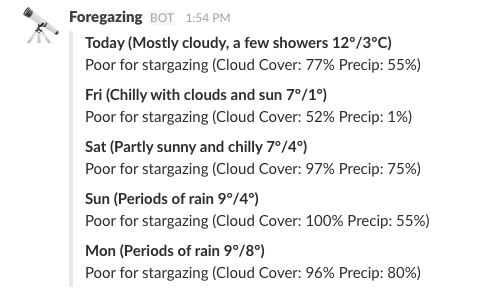 Foregazing BOT 1:54 PM
Today (Mostly cloudy, a few showers 12°/3°C)
Poor for stargazing (Cloud Cover: 77% Precip: 55%)
Fri (Chilly with clouds and sun 7°/1°)
Poor for stargazing (Cloud Cover: 52% Precip: 1%)
Sat (Partly sunny and chilly 7°/4°)
Poor for stargazing (Cloud Cover: 97% Precip: 75%)
Sun (Periods of rain 9°/4°)
Poor for stargazing (Cloud Cover: 100% Precip: 55%)
Mon (Periods of rain 9°/8°)
Poor for stargazing (Cloud Cover: 96% Precip: 80%)